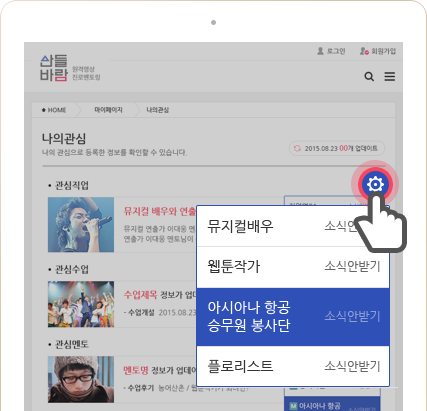 로그인 회원가입
산들
바람 원격영상
진로멘토링
HOME 마이페이지 나의관심
나의관심
나의 관심으로 등록한 정보를 확인할 수 있습니다.
2015.08.23 00개 업데이트
• 관심직업
뮤지컬 배우와 연출
뮤지컬 연출가 이대웅 멘
연출가 이대웅 멘토님이
뮤지컬배우 소식안받기
웹툰작가 소식안받기
아시아나 항공
승무원 봉사단 소식안받기
플로리스트 소식안받기
• 관심수업
수업제목 정보가 업
· 수업개설 2015.08.23
• 관심멘토
멘토명 정보가 업데이
· 수업후기 농어산촌 /
M 아시아나 항공